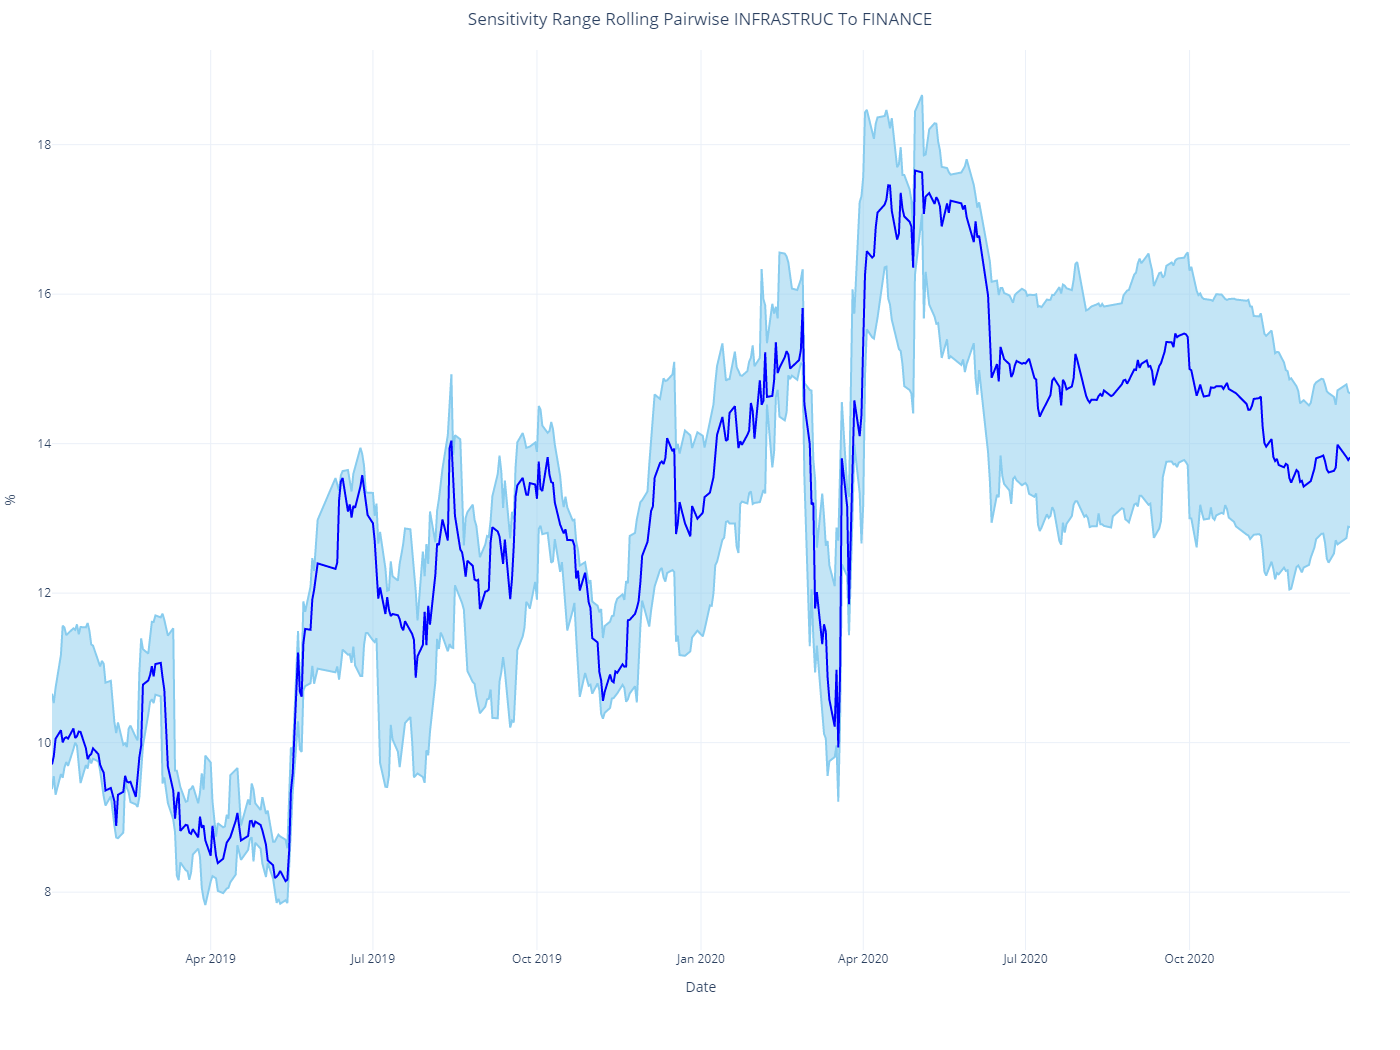 Sensitivity Range Rolling Pairwise INFRASTRUC To FINANCE
18
16
14
12
10
8
%
Apr 2019
Jul 2019
Oct 2019
Jan 2020
Apr 2020
Jul 2020
Oct 2020
Date